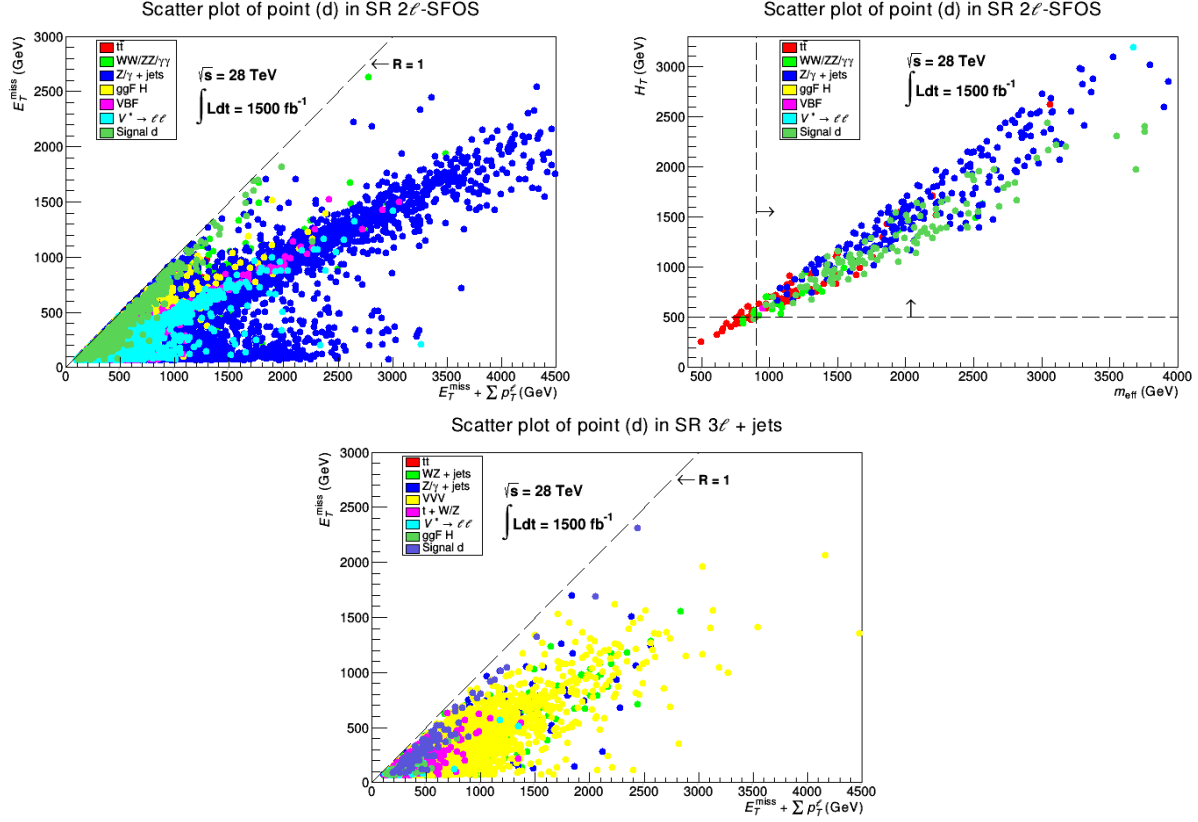 Scatter plot of point (d) in SR 2ℓ-SFOS
E_T^miss (GeV)
3000
2500
2000
1500
1000
500
0
tt̄
WW/ZZ/γγ
Z/γ + jets
ggF H
VBF
V* → ℓℓ
Signal d
√s = 28 TeV
∫ Ldt = 1500 fb⁻¹
R = 1
0 500 1000 1500 2000 2500 3000 3500 4000 4500
E_T^miss + ∑ p_T^ℓ (GeV)
Scatter plot of point (d) in SR 2ℓ-SFOS
H_T (GeV)
3000
2500
2000
1500
1000
500
0
tt
WW/ZZ/γγ
Z/γ + jets
ggF H
VBF
V* → ℓℓ
Signal d
√s = 28 TeV
∫ Ldt = 1500 fb⁻¹
500 1000 1500 2000 2500 3000 3500 4000
m_eff (GeV)
Scatter plot of point (d) in SR 3ℓ + jets
E_T^miss (GeV)
3000
2500
2000
1500
1000
500
0
tt
WZ + jets
Z/γ + jets
VVV
t + W/Z
V* → ℓℓ
ggF H
Signal d
√s = 28 TeV
∫ Ldt = 1500 fb⁻¹
R = 1
0 500 1000 1500 2000 2500 3000 3500 4000 4500
E_T^miss + ∑ p_T^ℓ (GeV)